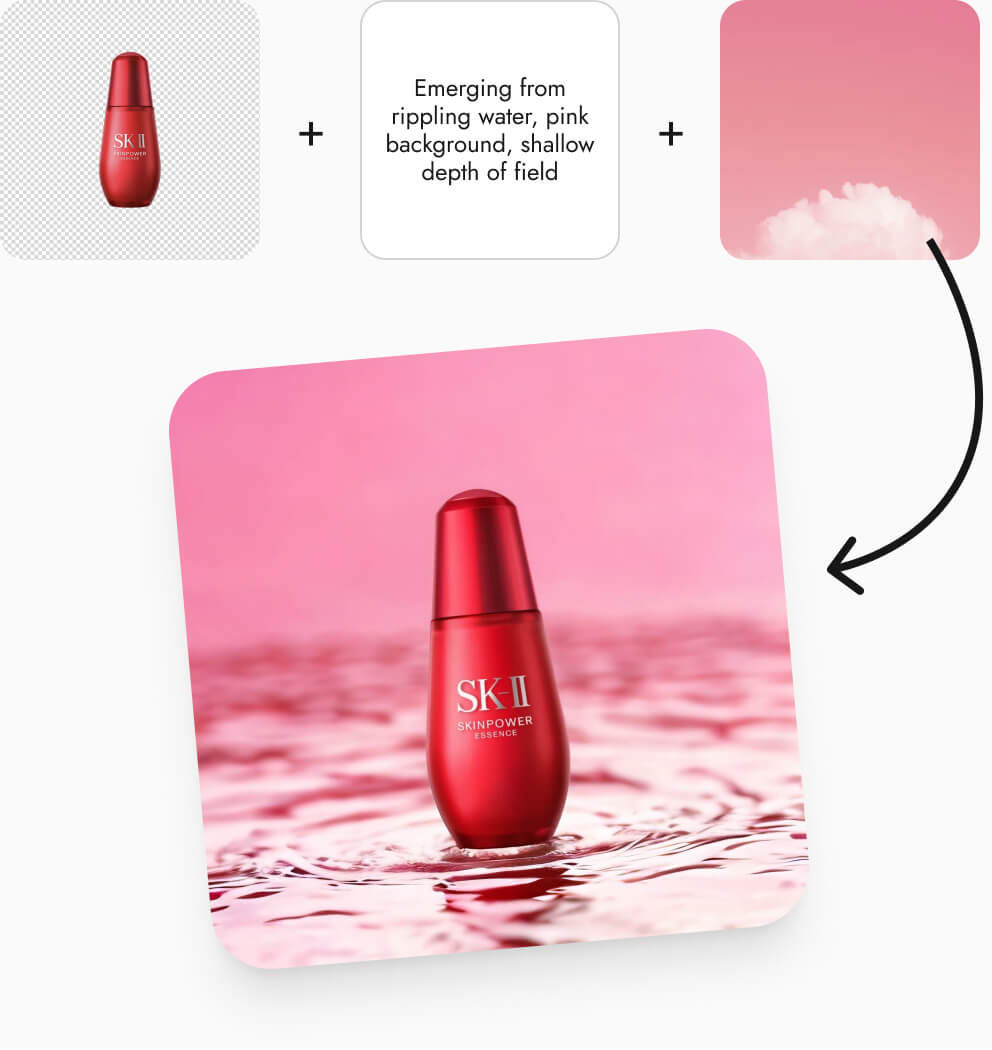 SK-II
SKINPOWER
ESSENCE
+
Emerging from
rippling water, pink
background, shallow
depth of field
+
SK-II
SKINPOWER
ESSENCE